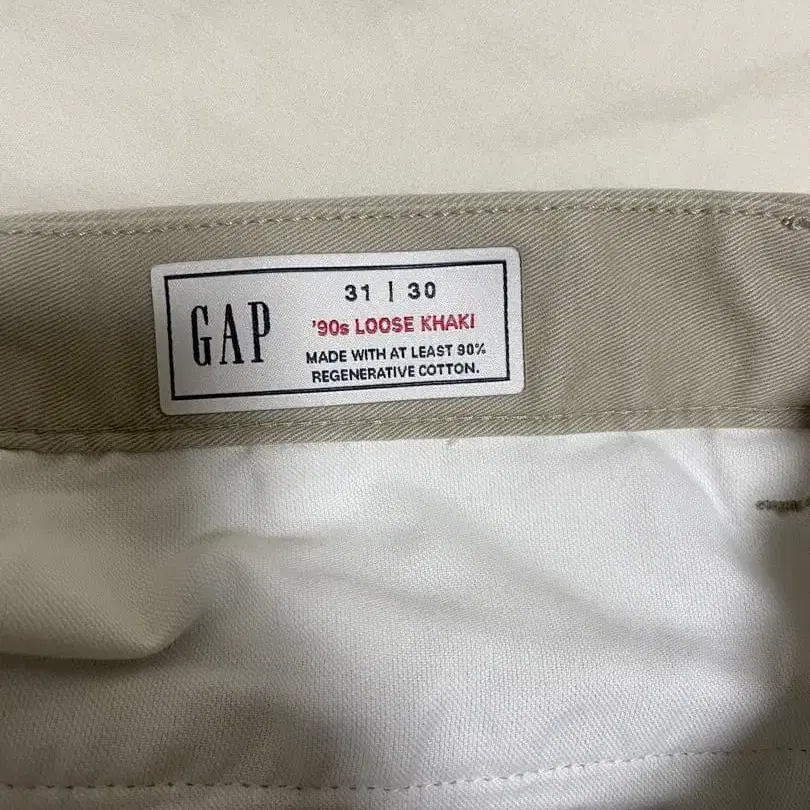 GAP
31 | 30
'90s LOOSE KHAKI
MADE WITH AT LEAST 90%
REGENERATIVE COTTON.